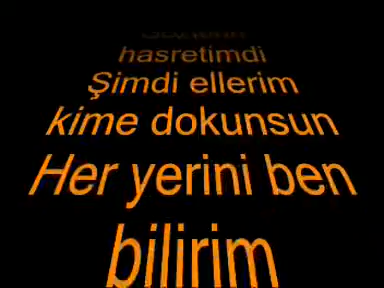 hasretimdi
Şimdi ellerim
kime dokunsun
Her yerini ben
bilirim